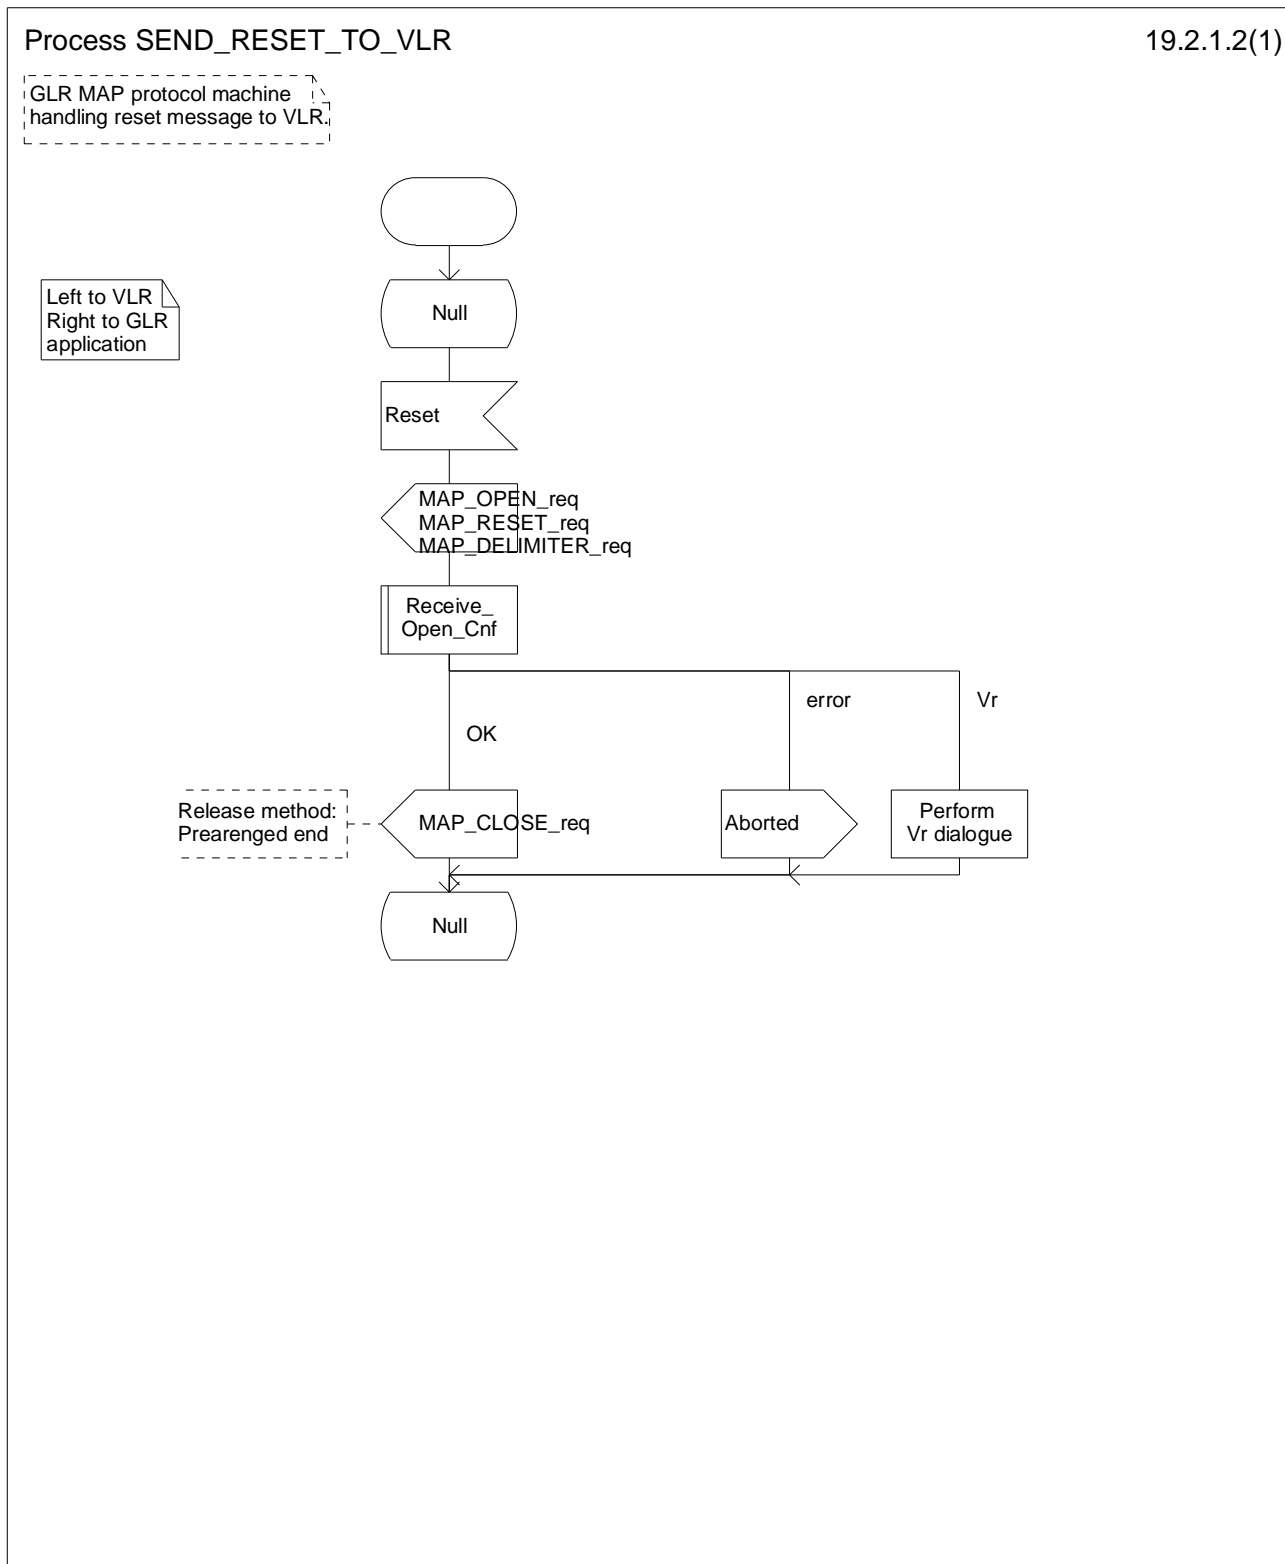 Process SEND_RESET_TO_VLR
19.2.1.2(1)
GLR MAP protocol machine
handling reset message to VLR.
Left to VLR
Right to GLR
application
Null
Reset
MAP_OPEN_req
MAP_RESET_req
MAP_DELIMITER_req
Receive_
Open_Cnf
error
Vr
OK
Release method:
Prearenged end
MAP_CLOSE_req
Aborted
Perform
Vr dialogue
Null